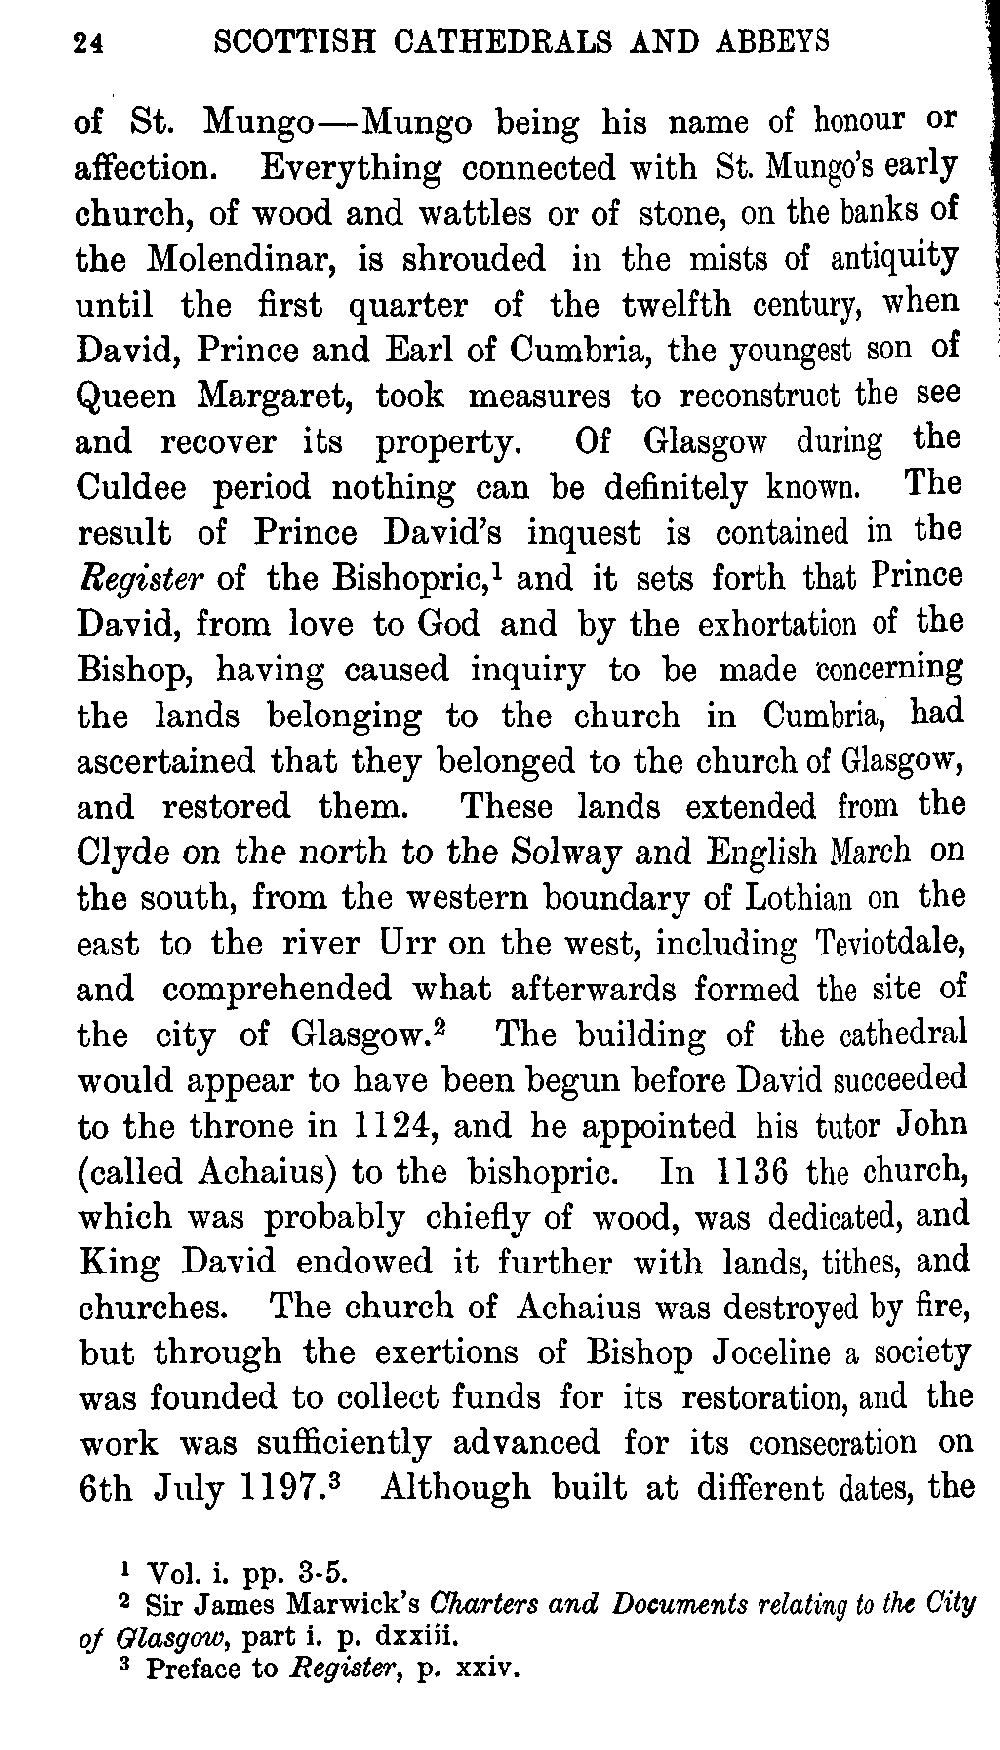 24 SCOTTISH CATHEDRALS AND ABBEYS
of St. Mungo—Mungo being his name of honour or
affection. Everything connected with St. Mungo's early
church, of wood and wattles or of stone, on the banks of
the Molendinar, is shrouded in the mists of antiquity
until the first quarter of the twelfth century, when
David, Prince and Earl of Cumbria, the youngest son of
Queen Margaret, took measures to reconstruct the see
and recover its property. Of Glasgow during the
Culdee period nothing can be definitely known. The
result of Prince David's inquest is contained in the
Register of the Bishopric,¹ and it sets forth that Prince
David, from love to God and by the exhortation of the
Bishop, having caused inquiry to be made concerning
the lands belonging to the church in Cumbria, had
ascertained that they belonged to the church of Glasgow,
and restored them. These lands extended from the
Clyde on the north to the Solway and English March on
the south, from the western boundary of Lothian on the
east to the river Urr on the west, including Teviotdale,
and comprehended what afterwards formed the site of
the city of Glasgow.² The building of the cathedral
would appear to have been begun before David succeeded
to the throne in 1124, and he appointed his tutor John
(called Achaius) to the bishopric. In 1136 the church,
which was probably chiefly of wood, was dedicated, and
King David endowed it further with lands, tithes, and
churches. The church of Achaius was destroyed by fire,
but through the exertions of Bishop Joceline a society
was founded to collect funds for its restoration, and the
work was sufficiently advanced for its consecration on
6th July 1197.³ Although built at different dates, the
¹ Vol. i. pp. 3-5.
² Sir James Marwick's Charters and Documents relating to the City
of Glasgow, part i. p. dxxiii.
³ Preface to Register, p. xxiv.